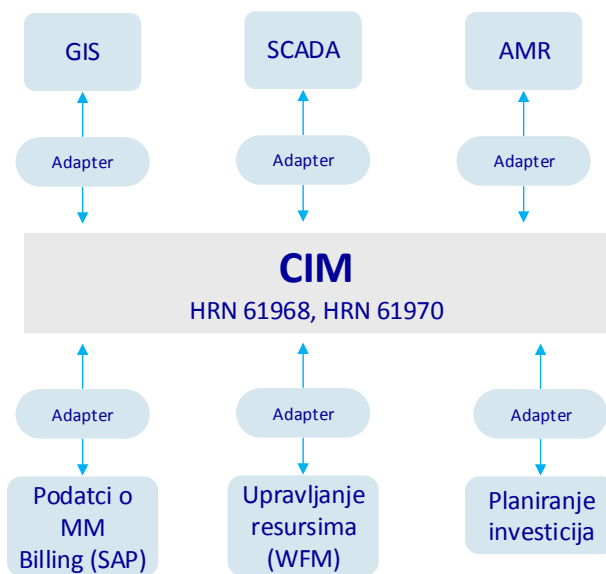 GIS
SCADA
AMR
Adapter
Adapter
Adapter
CIM
HRN 61968, HRN 61970
Adapter
Adapter
Adapter
Podatci o
MM
Billing (SAP)
Upravljanje
resursima
(WFM)
Planiranje
investicija